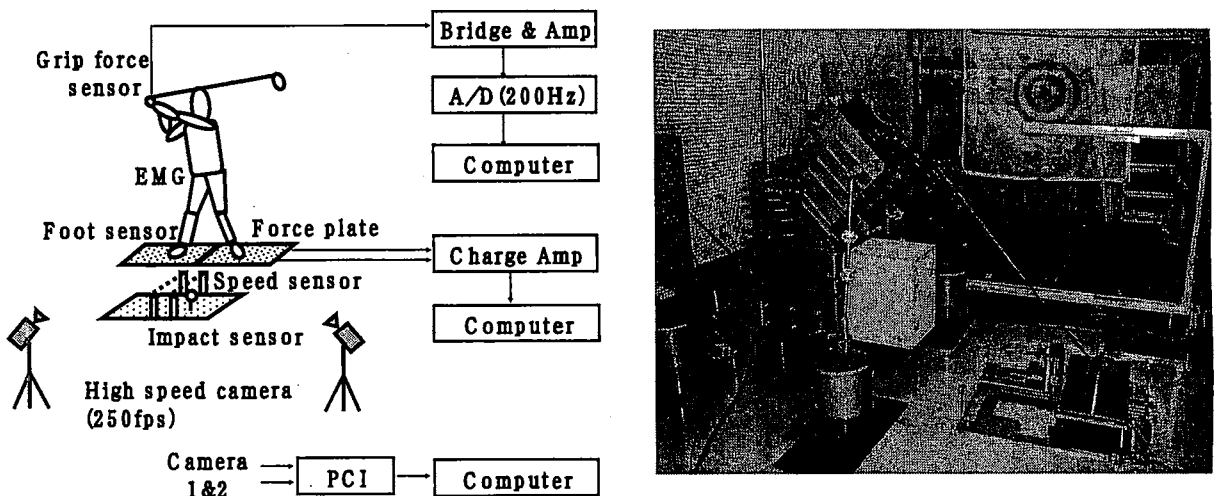 Bridge & Amp
Grip force
sensor
A/D(200Hz)
Computer
EMG
Foot sensor
Force plate
Charge Amp
Speed sensor
Computer
Impact sensor
High speed camera
(250fps)
Camera
1&2
PCI
Computer